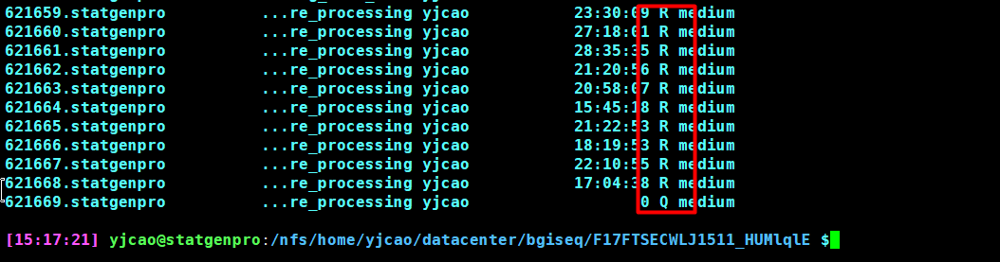 621659.statgenpro ...re_processing yjcao 23:30:09 R medium
621660.statgenpro ...re_processing yjcao 27:18:01 R medium
621661.statgenpro ...re_processing yjcao 28:35:35 R medium
621662.statgenpro ...re_processing yjcao 21:20:56 R medium
621663.statgenpro ...re_processing yjcao 20:58:07 R medium
621664.statgenpro ...re_processing yjcao 15:45:18 R medium
621665.statgenpro ...re_processing yjcao 21:22:53 R medium
621666.statgenpro ...re_processing yjcao 18:19:53 R medium
621667.statgenpro ...re_processing yjcao 22:10:55 R medium
621668.statgenpro ...re_processing yjcao 17:04:38 R medium
621669.statgenpro ...re_processing yjcao 0 Q medium
[15:17:21] yjcao@statgenpro:/nfs/home/yjcao/datacenter/bgiseq/F17FTSECWLJ1511_HUMlqlE $